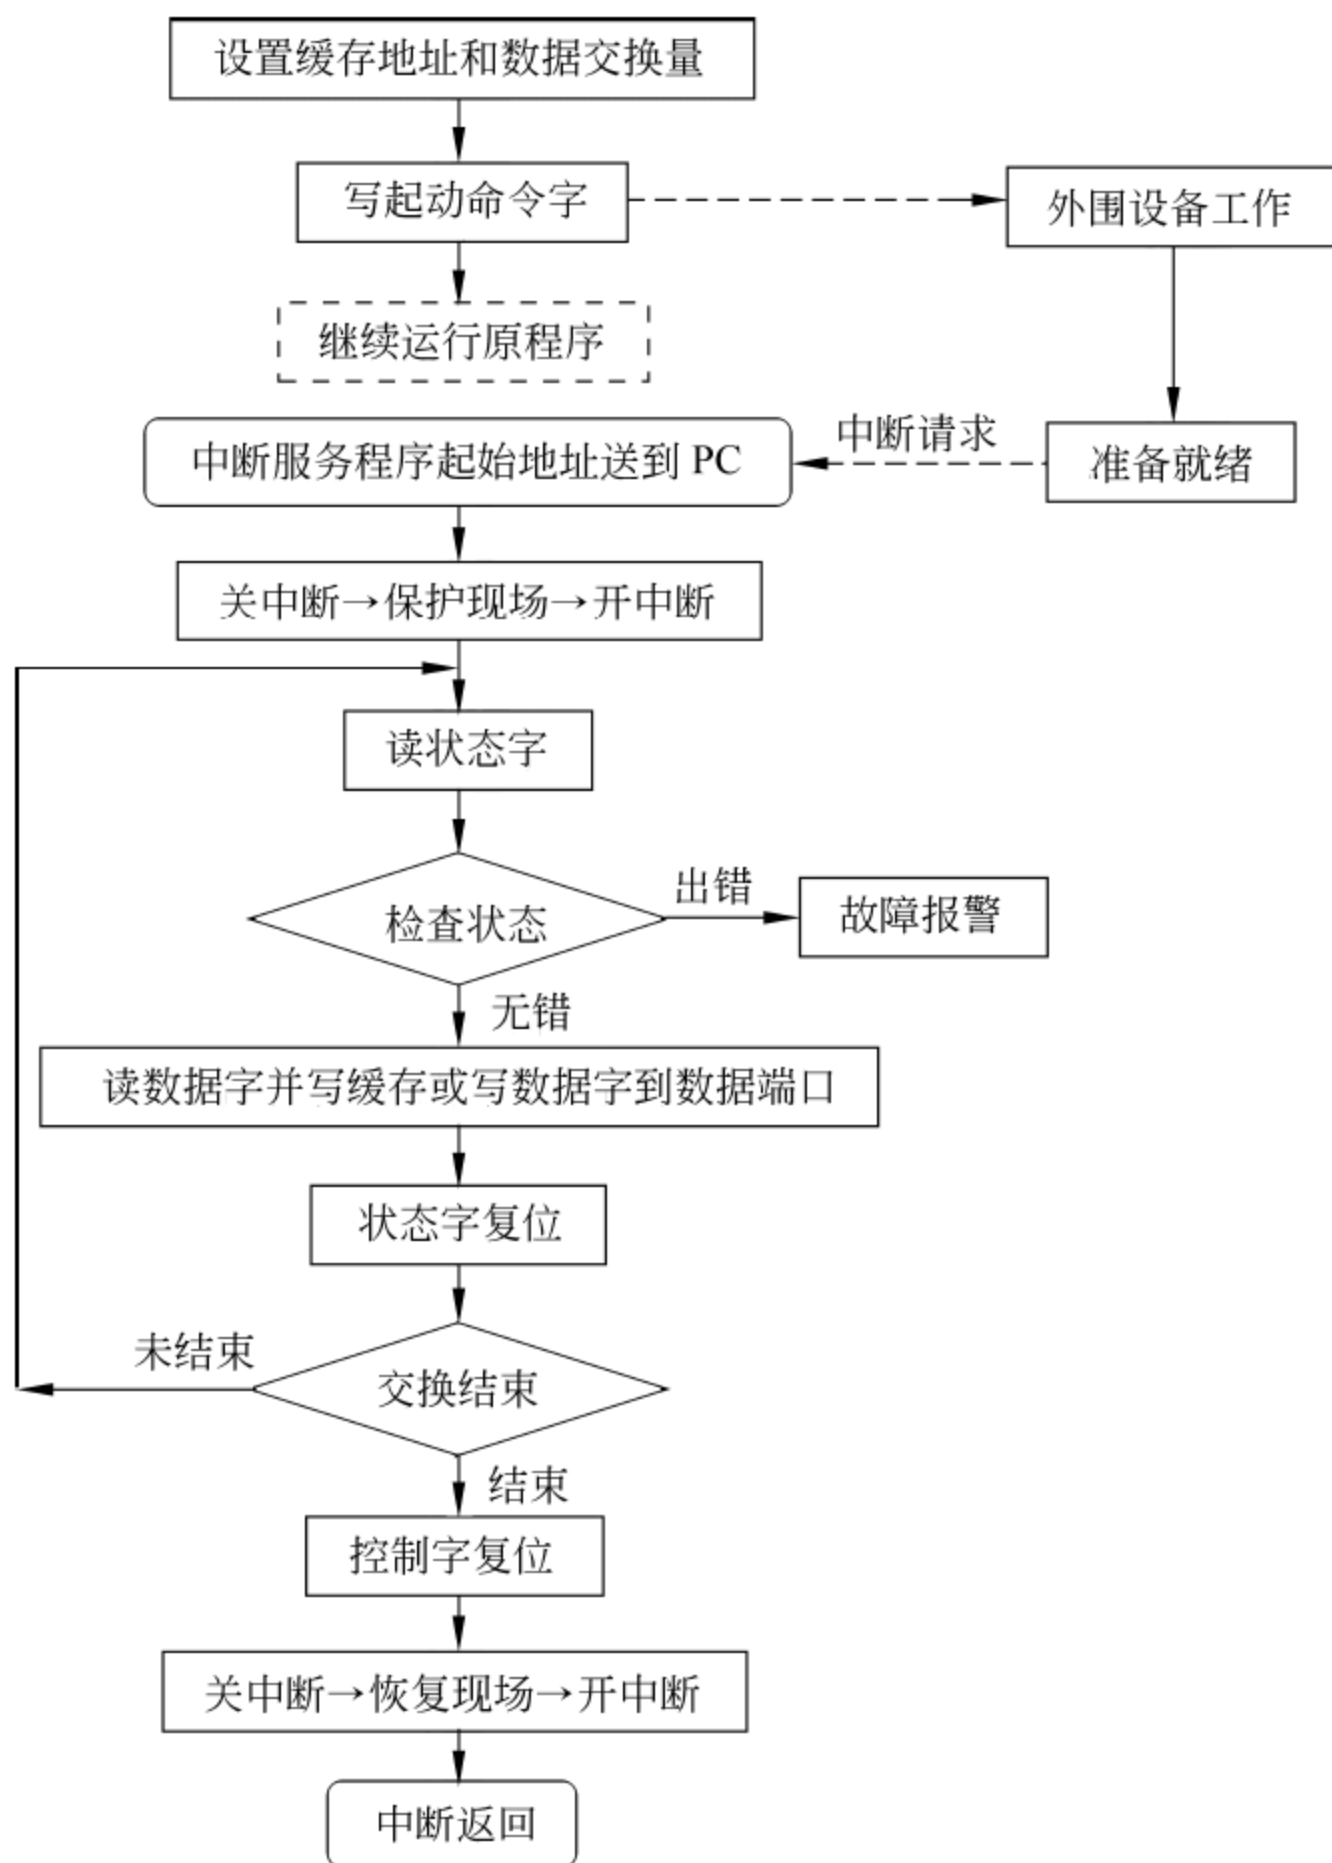 设置缓存地址和数据交换量
写起动命令字
外围设备工作
继续运行原程序
中断请求
中断服务程序起始地址送到 PC
准备就绪
关中断→保护现场→开中断
读状态字
检查状态
出错
故障报警
无错
读数据字并写缓存或写数据字到数据端口
状态字复位
未结束
交换结束
结束
控制字复位
关中断→恢复现场→开中断
中断返回